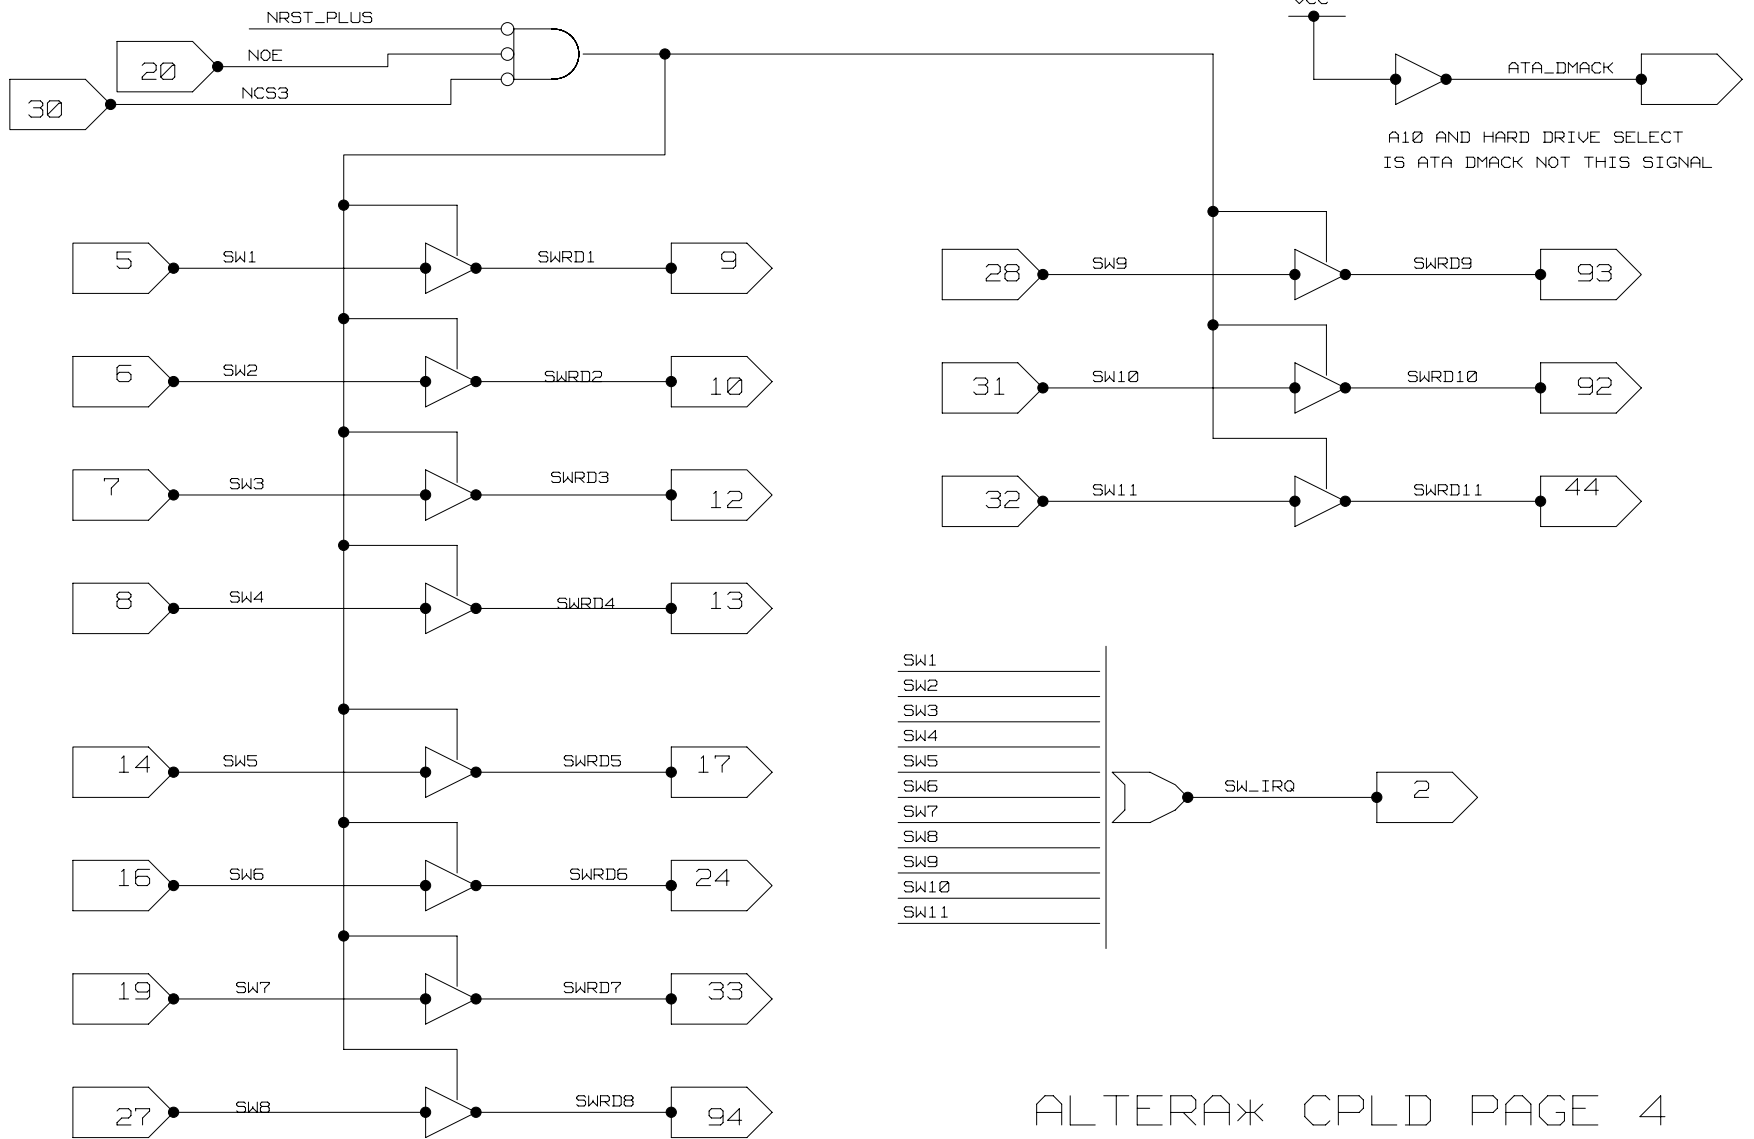 VCC
NRST_PLUS
20
NOE
30
NCS3
ATA_DMACK
A10 AND HARD DRIVE SELECT
IS ATA DMACK NOT THIS SIGNAL
5
SW1
SWRD1
9
6
SW2
SWRD2
10
7
SW3
SWRD3
12
8
SW4
SWRD4
13
14
SW5
SWRD5
17
16
SW6
SWRD6
24
19
SW7
SWRD7
33
27
SW8
SWRD8
94
28
SW9
SWRD9
93
31
SW10
SWRD10
92
32
SW11
SWRD11
44
SW1
SW2
SW3
SW4
SW5
SW6
SW7
SW8
SW9
SW10
SW11
SW_IRQ
2
ALTERA* CPLD PAGE 4